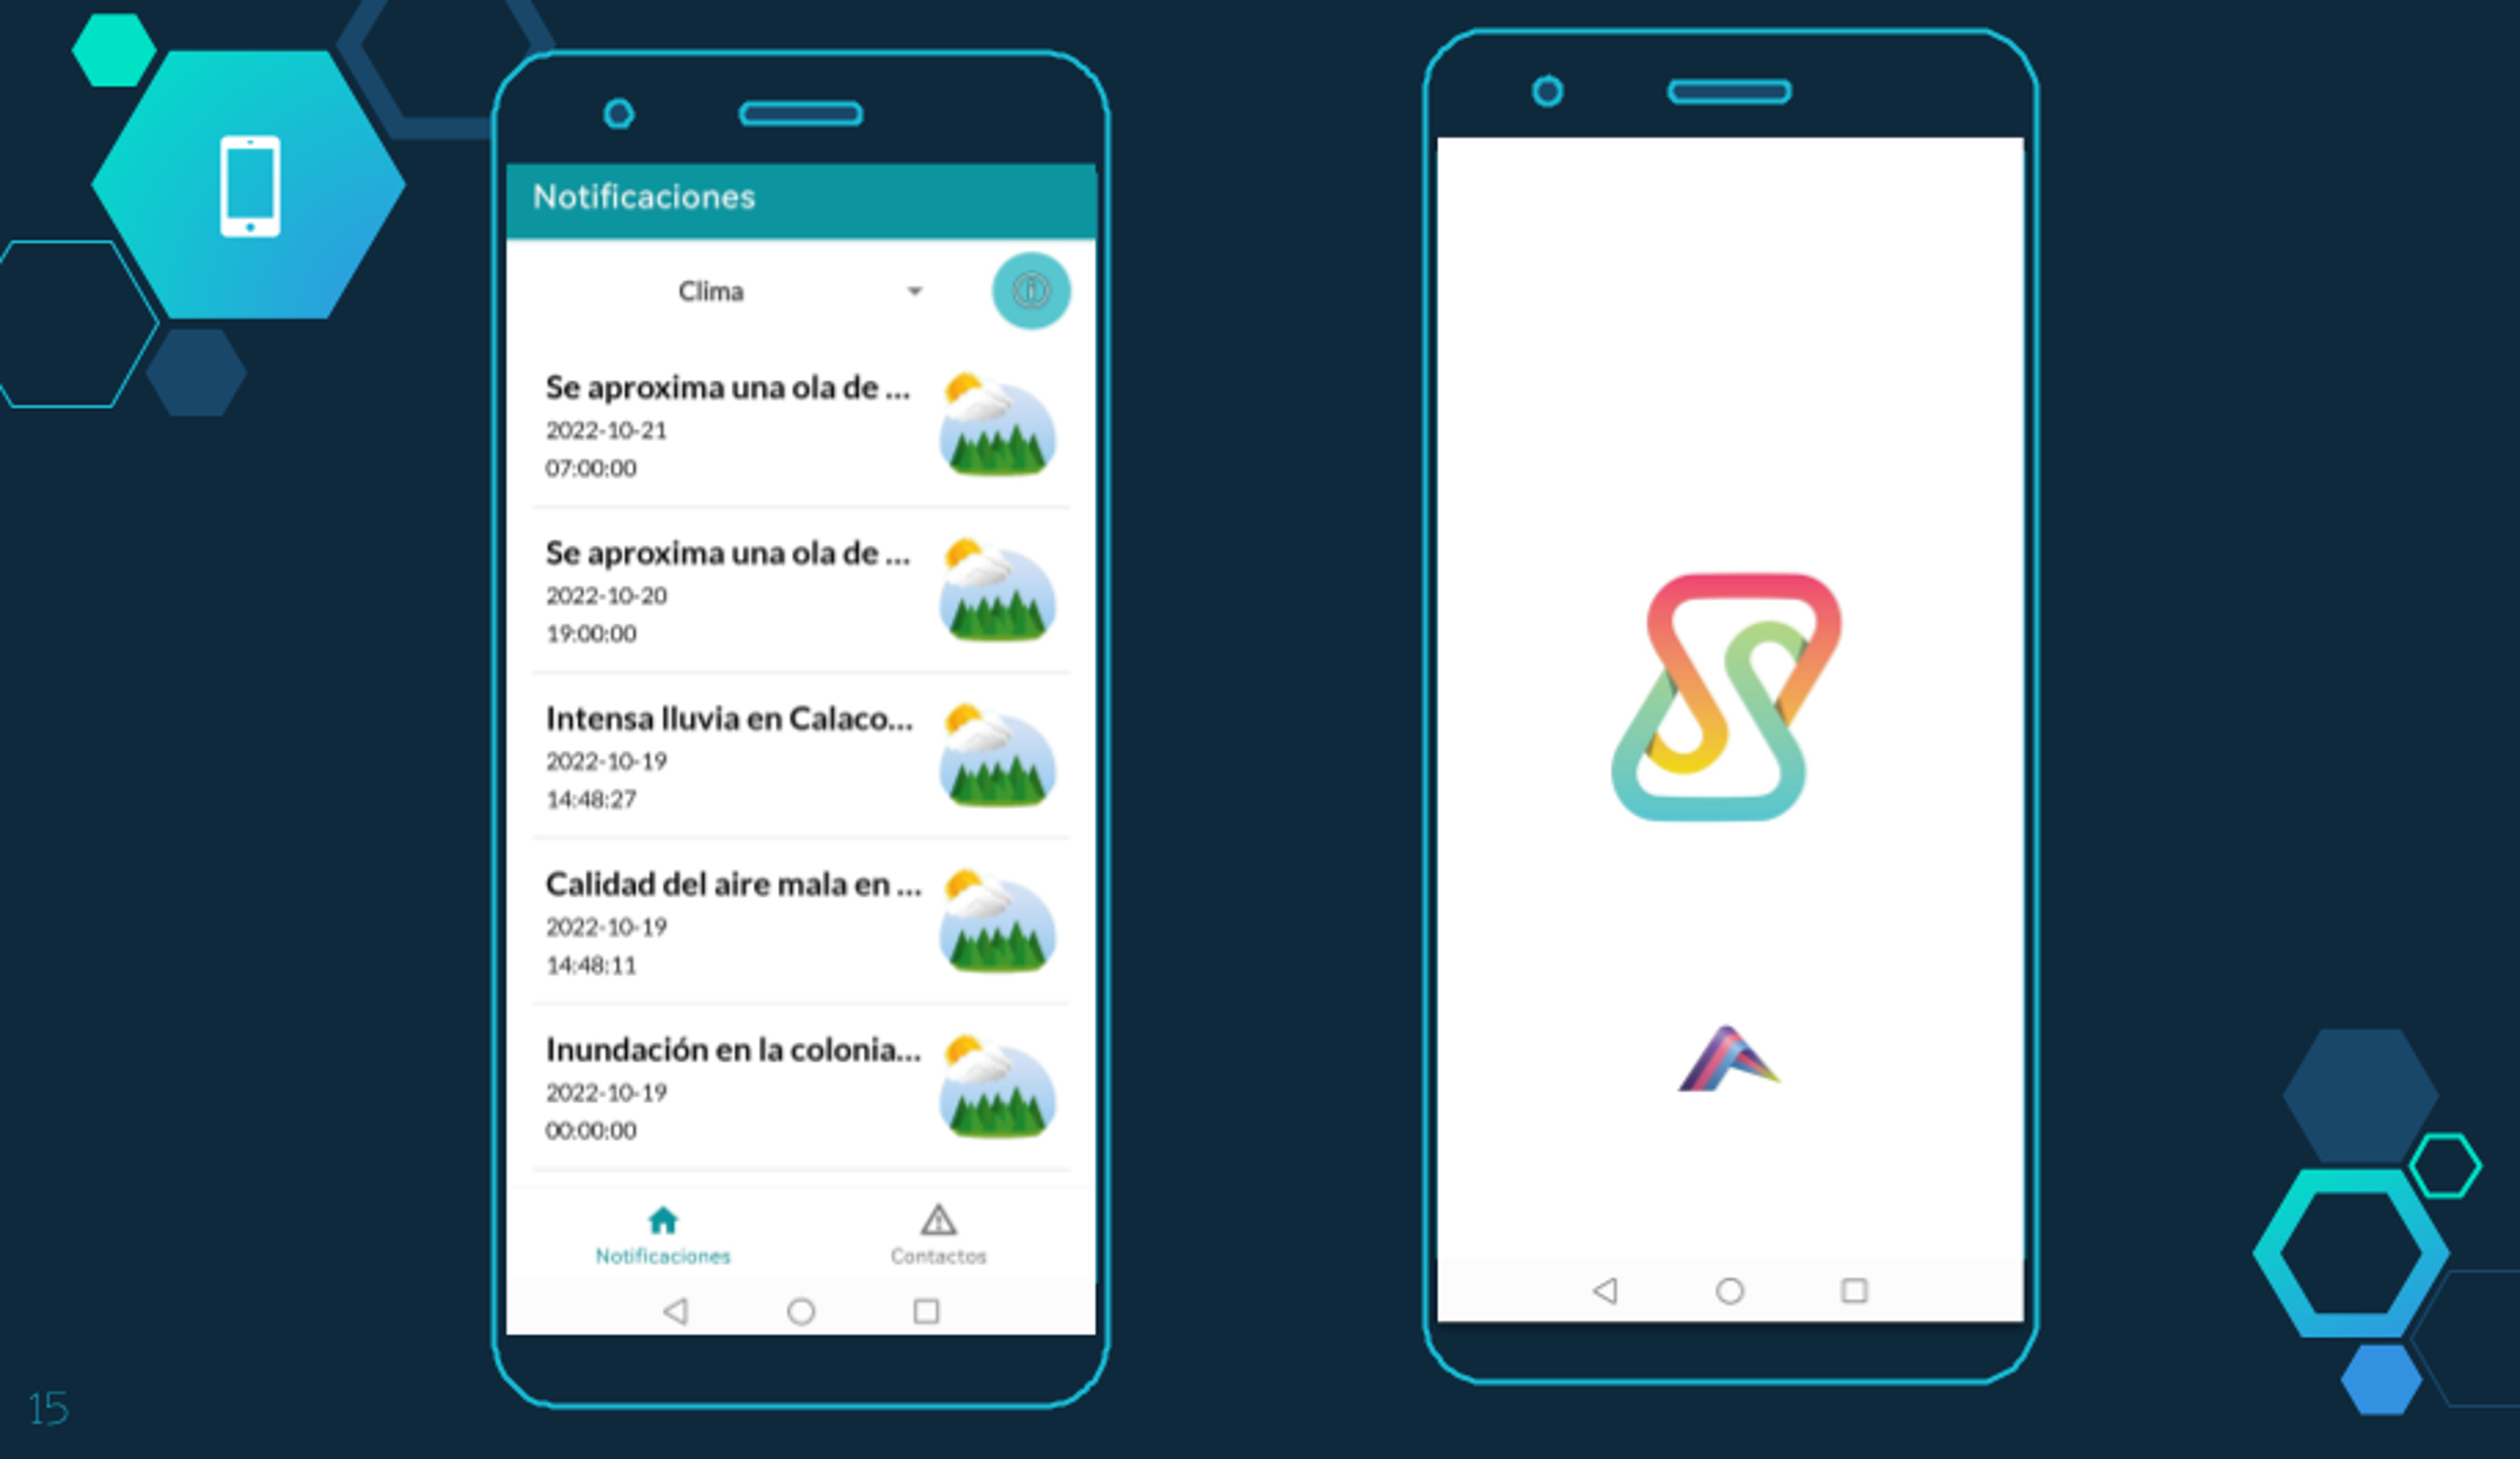 Notificaciones
Clima
Se aproxima una ola de ...
2022-10-21
07:00:00
Se aproxima una ola de ...
2022-10-20
19:00:00
Intensa lluvia en Calaco...
2022-10-19
14:48:27
Calidad del aire mala en ...
2022-10-19
14:48:11
Inundación en la colonia...
2022-10-19
00:00:00
Notificaciones
Contactos
15